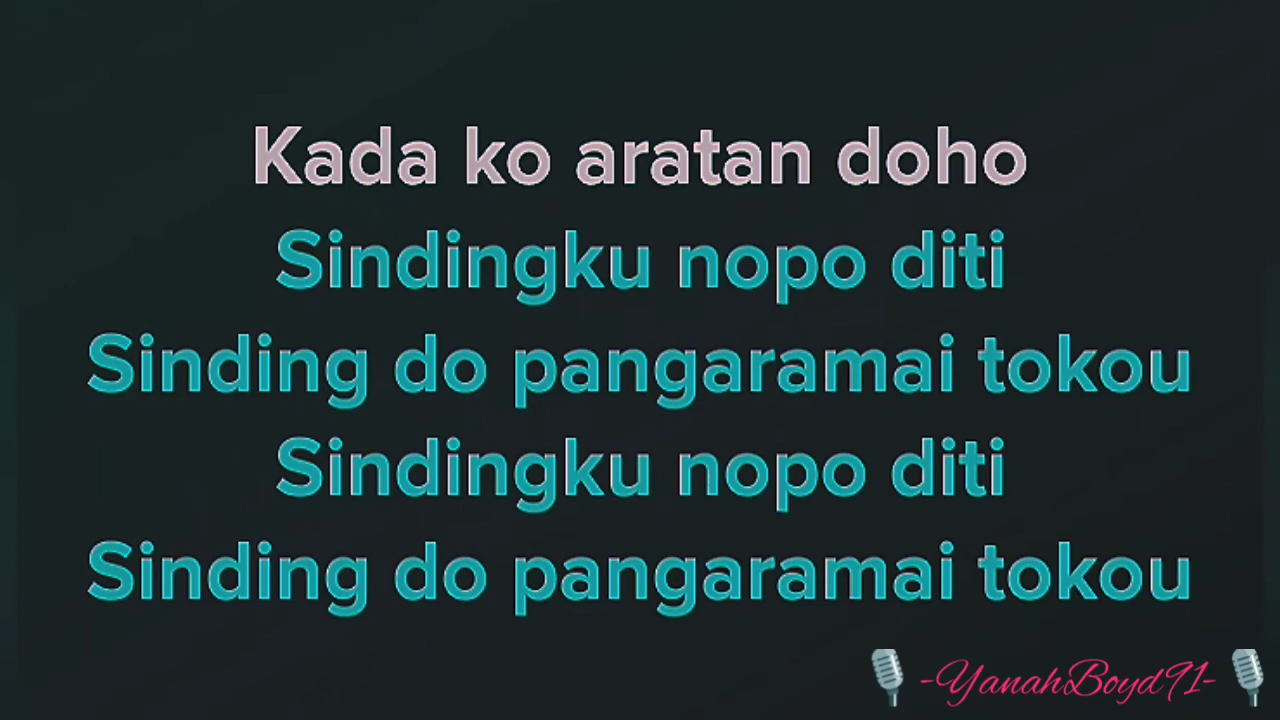 Kada ko aratan doho
Sindingku nopo diti
Sinding do pangaramai tokou
Sindingku nopo diti
Sinding do pangaramai tokou
-YanahBoyd91-